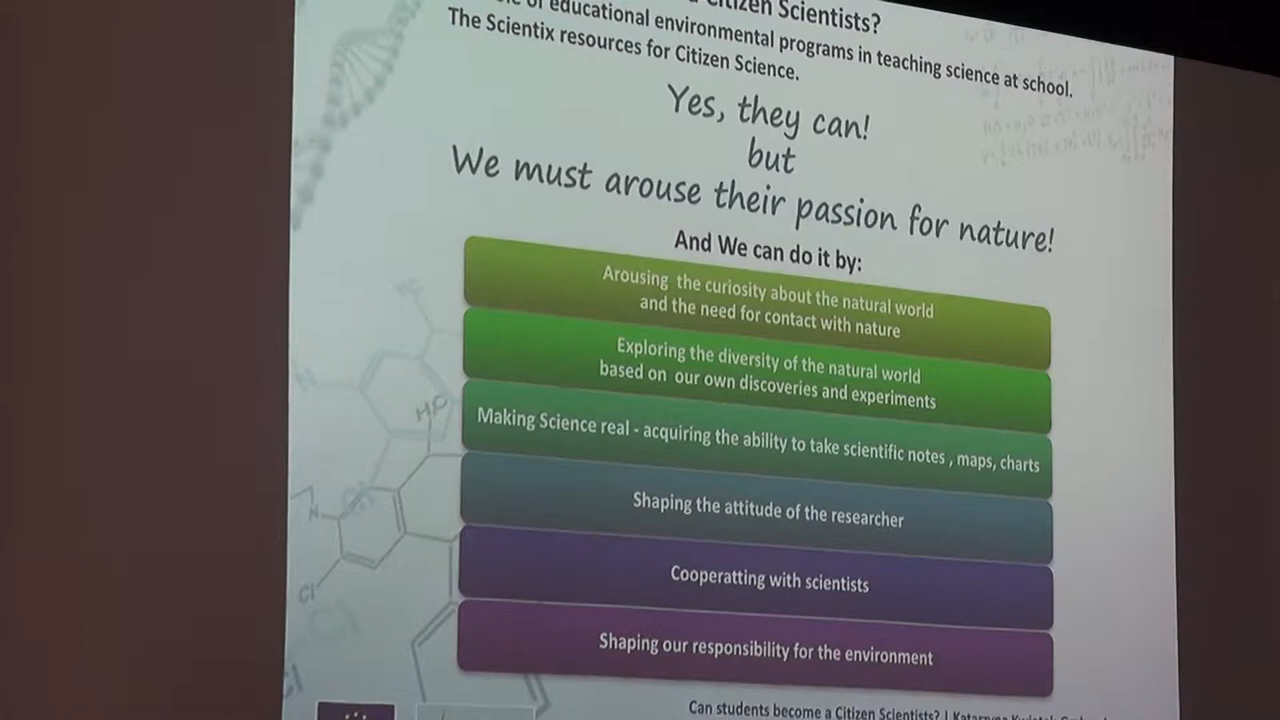 Citizen Scientists?
of educational environmental programs in teaching science at school.
The Scientix resources for Citizen Science.
Yes, they can!
but
We must arouse their passion for nature!
And We can do it by:
Arousing the curiosity about the natural world
and the need for contact with nature
Exploring the diversity of the natural world
based on our own discoveries and experiments
Making Science real - acquiring the ability to take scientific notes , maps, charts
Shaping the attitude of the researcher
Cooperatting with scientists
Shaping our responsibility for the environment
H₃C
N
Cl
Cl
Can students become a Citizen Scientists? |